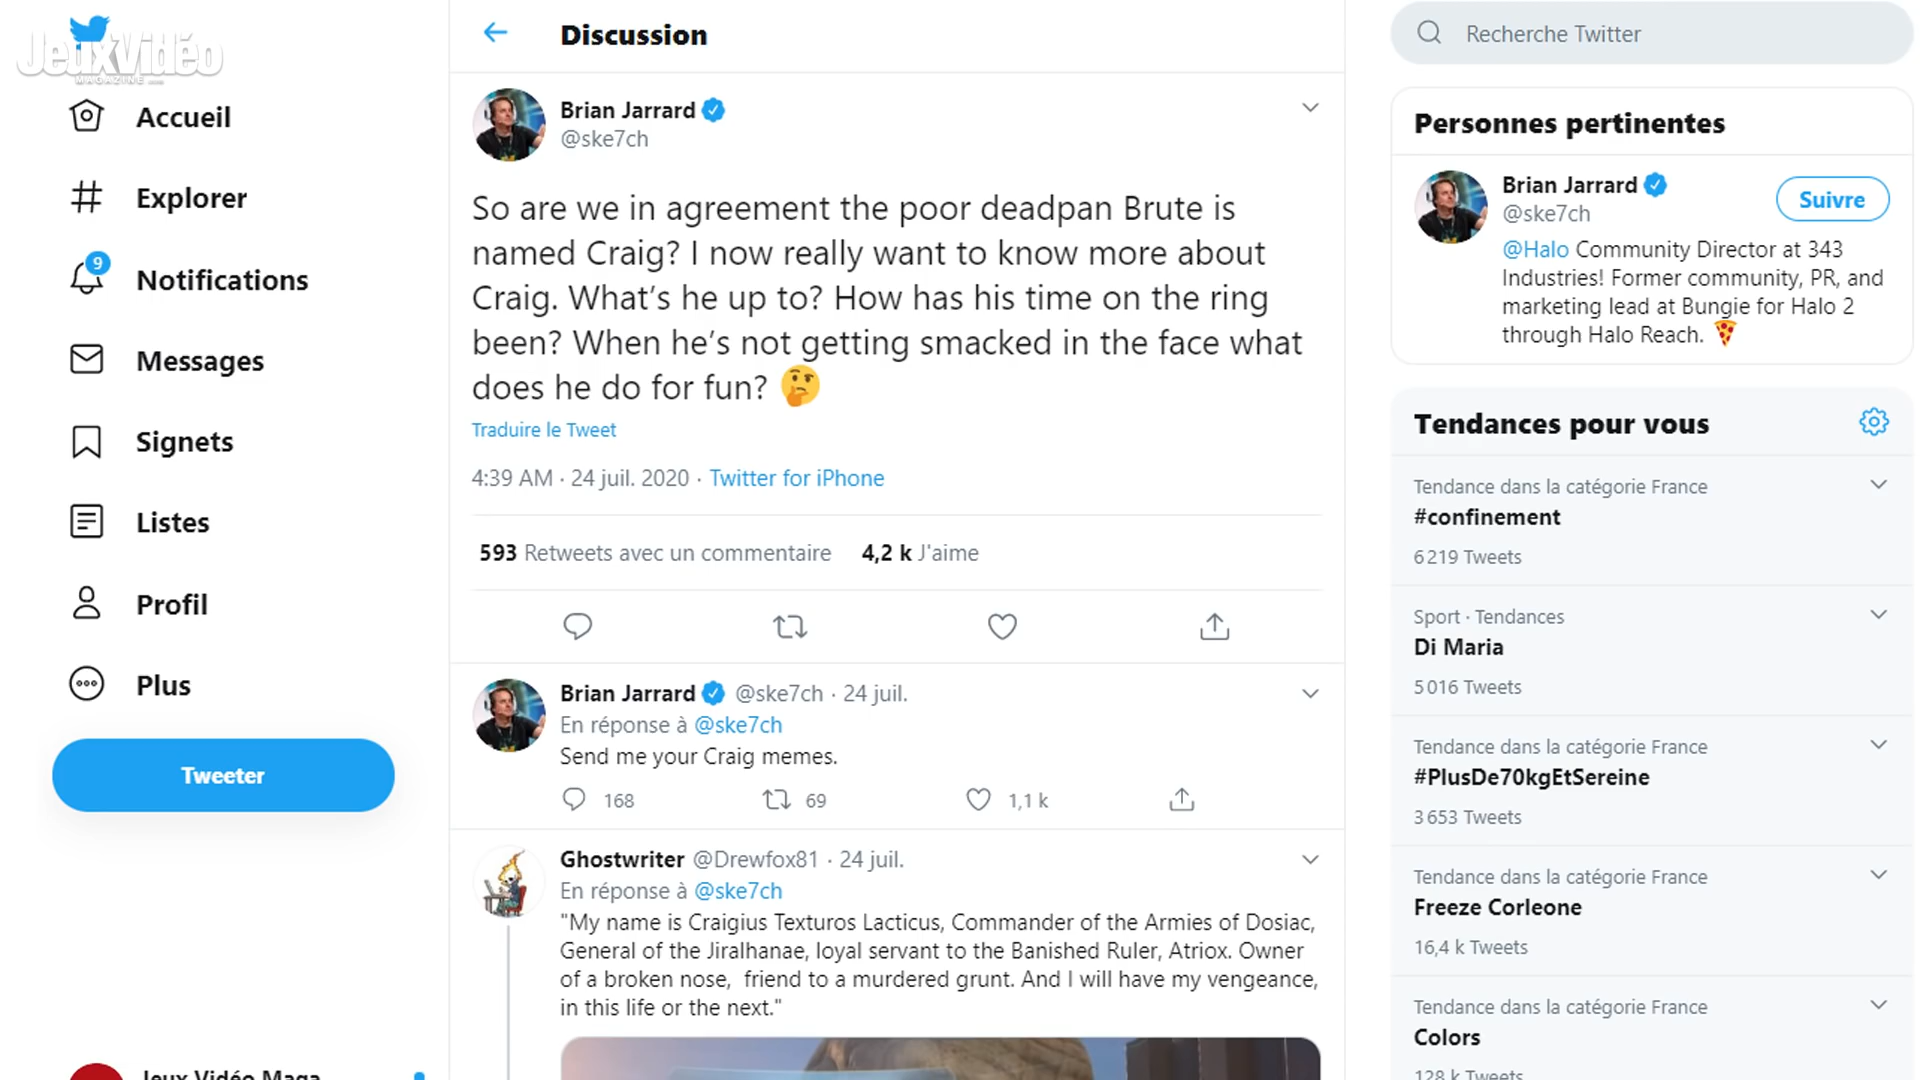 JeuxVidéo
MAGAZINE
Accueil
Explorer
9
Notifications
Messages
Signets
Listes
Profil
Plus
Tweeter
Jeux Vidéo Maga
Discussion
Brian Jarrard
@ske7ch
So are we in agreement the poor deadpan Brute is
named Craig? I now really want to know more about
Craig. What’s he up to? How has his time on the ring
been? When he’s not getting smacked in the face what
does he do for fun? 🤔
Traduire le Tweet
4:39 AM · 24 juil. 2020 · Twitter for iPhone
593 Retweets avec un commentaire 4,2 k J'aime
Brian Jarrard @ske7ch · 24 juil.
En réponse à @ske7ch
Send me your Craig memes.
168 69 1,1 k
Ghostwriter @Drewfox81 · 24 juil.
En réponse à @ske7ch
"My name is Craigius Texturos Lacticus, Commander of the Armies of Dosiac,
General of the Jiralhanae, loyal servant to the Banished Ruler, Atriox. Owner
of a broken nose, friend to a murdered grunt. And I will have my vengeance,
in this life or the next."
Recherche Twitter
Personnes pertinentes
Brian Jarrard
@ske7ch
Suivre
@Halo Community Director at 343
Industries! Former community, PR, and
marketing lead at Bungie for Halo 2
through Halo Reach. 🍕
Tendances pour vous
Tendance dans la catégorie France
#confinement
6 219 Tweets
Sport · Tendances
Di Maria
5 016 Tweets
Tendance dans la catégorie France
#PlusDe70kgEtSereine
3 653 Tweets
Tendance dans la catégorie France
Freeze Corleone
16,4 k Tweets
Tendance dans la catégorie France
Colors
128 k Tweets